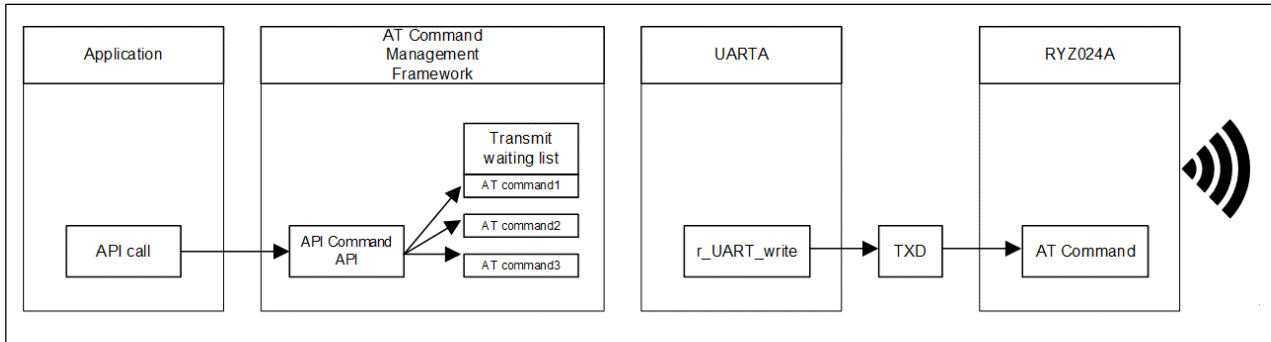 Application
AT Command
Management
Framework
UARTA
RYZ024A
Transmit
waiting list
AT command1
AT command2
AT command3
API call
API Command
API
r_UART_write
TXD
AT Command